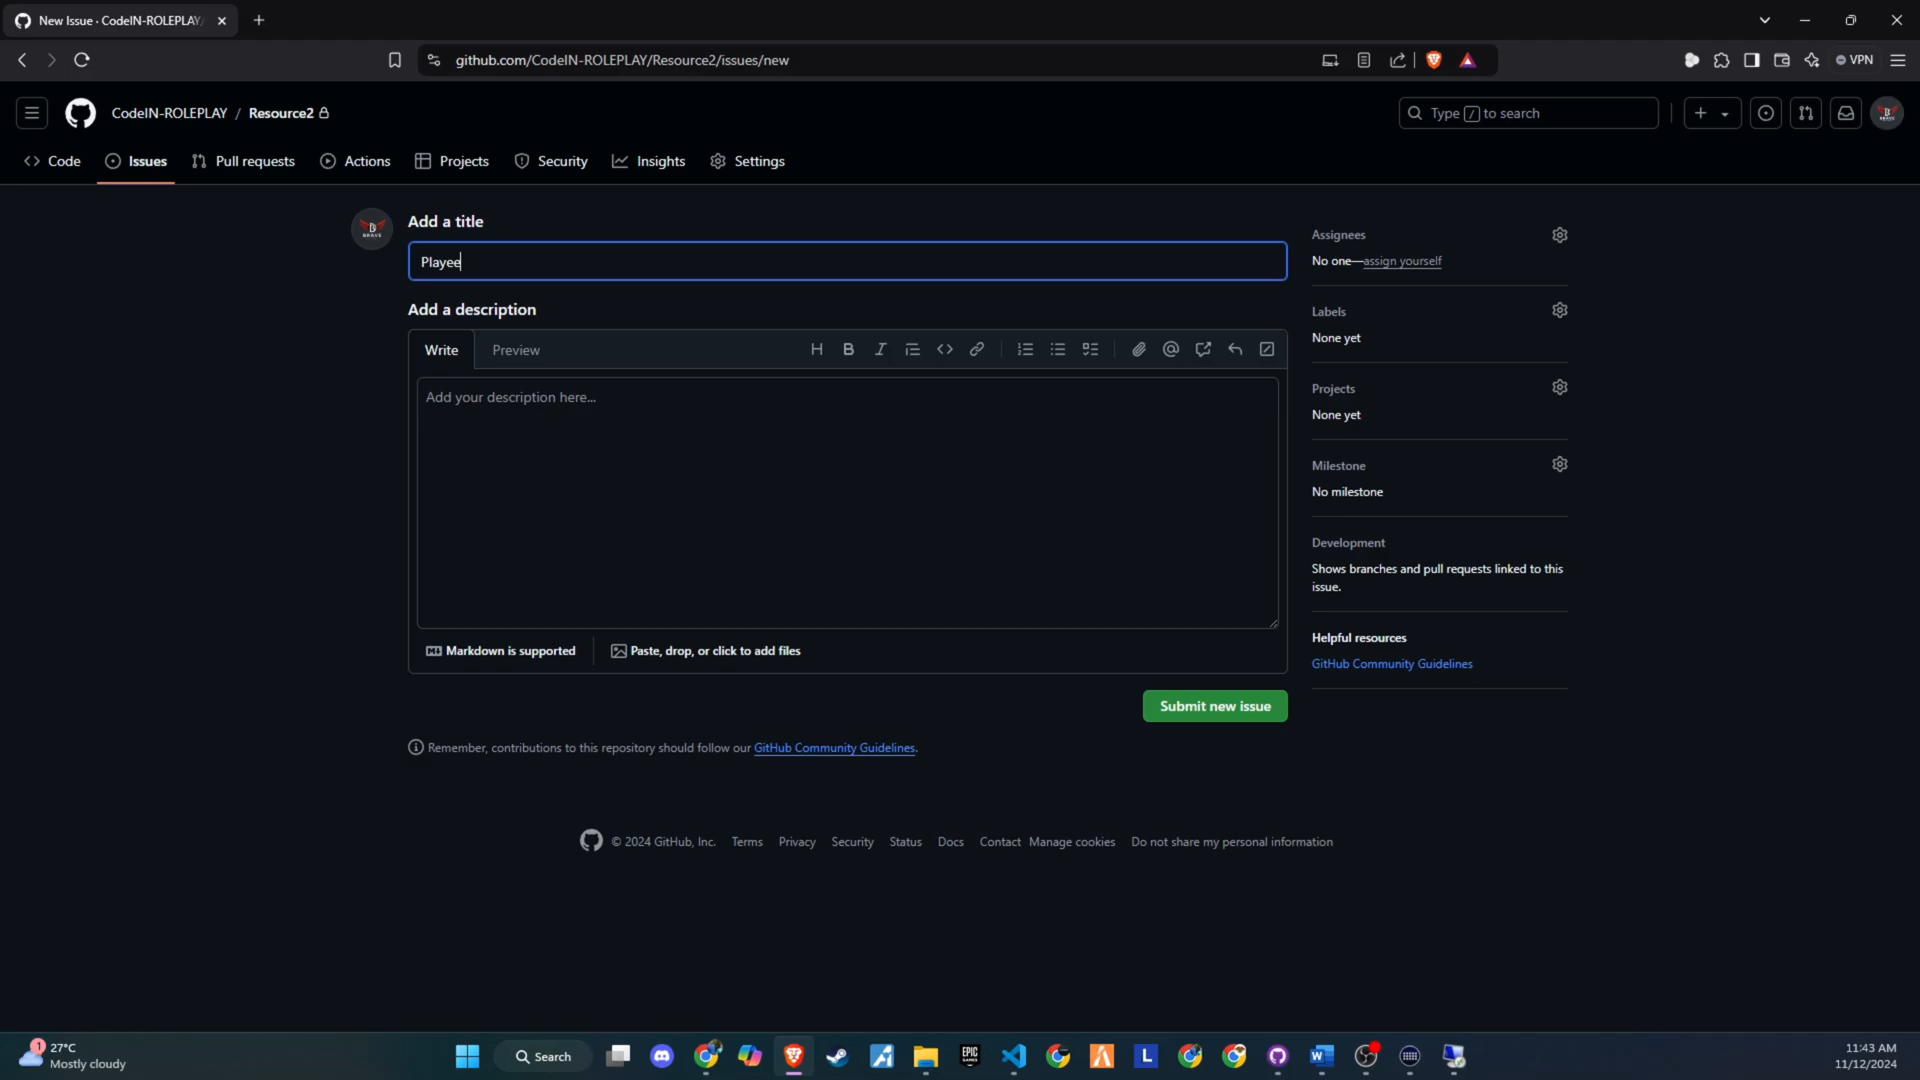 New Issue · CodeIN-ROLEPLAY
github.com/CodeIN-ROLEPLAY/Resource2/issues/new
VPN
CodeIN-ROLEPLAY / Resource2
Type / to search
Code
Issues
Pull requests
Actions
Projects
Security
Insights
Settings
Add a title
Playee
Add a description
Write
Preview
Add your description here...
Markdown is supported
Paste, drop, or click to add files
Submit new issue
Remember, contributions to this repository should follow our GitHub Community Guidelines.
Assignees
No one—assign yourself
Labels
None yet
Projects
None yet
Milestone
No milestone
Development
Shows branches and pull requests linked to this
issue.
Helpful resources
GitHub Community Guidelines
© 2024 GitHub, Inc. Terms Privacy Security Status Docs Contact Manage cookies Do not share my personal information
1
27°C
Mostly cloudy
Search
EPIC
GAMES
L
W
11:43 AM
11/12/2024